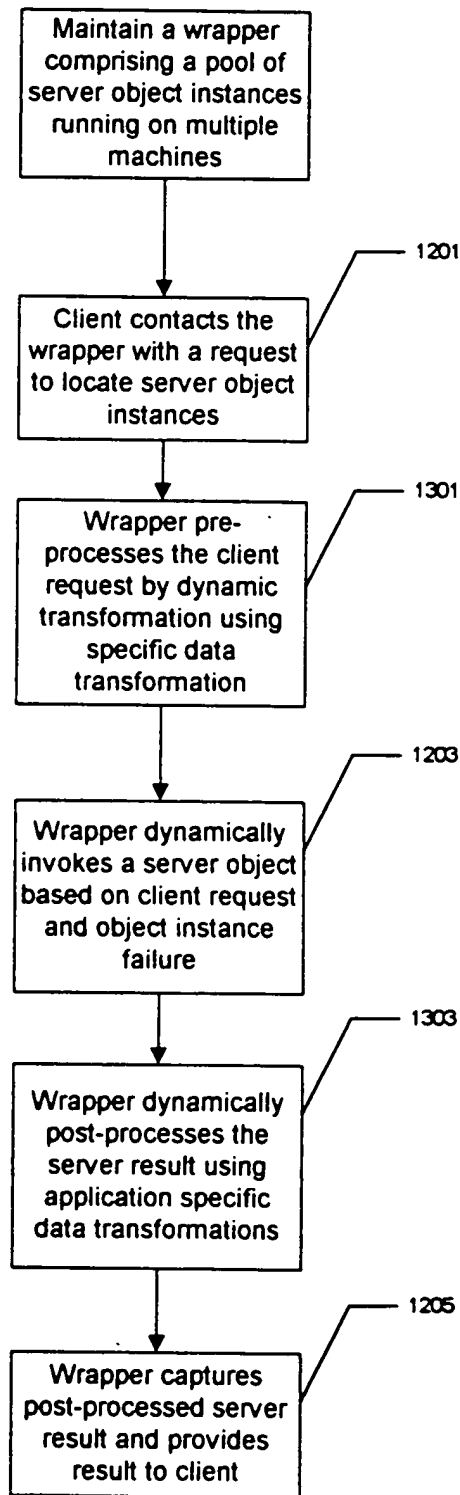 Maintain a wrapper
comprising a pool of
server object instances
running on multiple
machines
1201
Client contacts the
wrapper with a request
to locate server object
instances
1301
Wrapper pre-
processes the client
request by dynamic
transformation using
specific data
transformation
1203
Wrapper dynamically
invokes a server object
based on client request
and object instance
failure
1303
Wrapper dynamically
post-processes the
server result using
application specific
data transformations
1205
Wrapper captures
post-processed server
result and provides
result to client